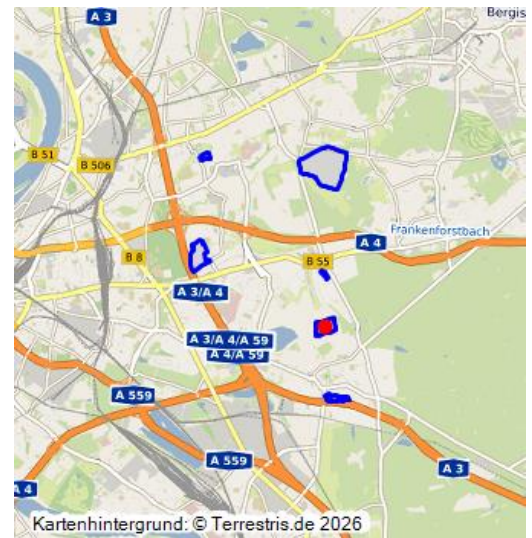 A 3
Bergis
B 51
B 506
Frankenforstbach
A 4
B 8
B 55
A 3/A 4
A 3/A 4/A 59
A 4/A 59
A 559
A 559
A 3
A 4
Kartenhintergrund: © Terrestris.de 2026